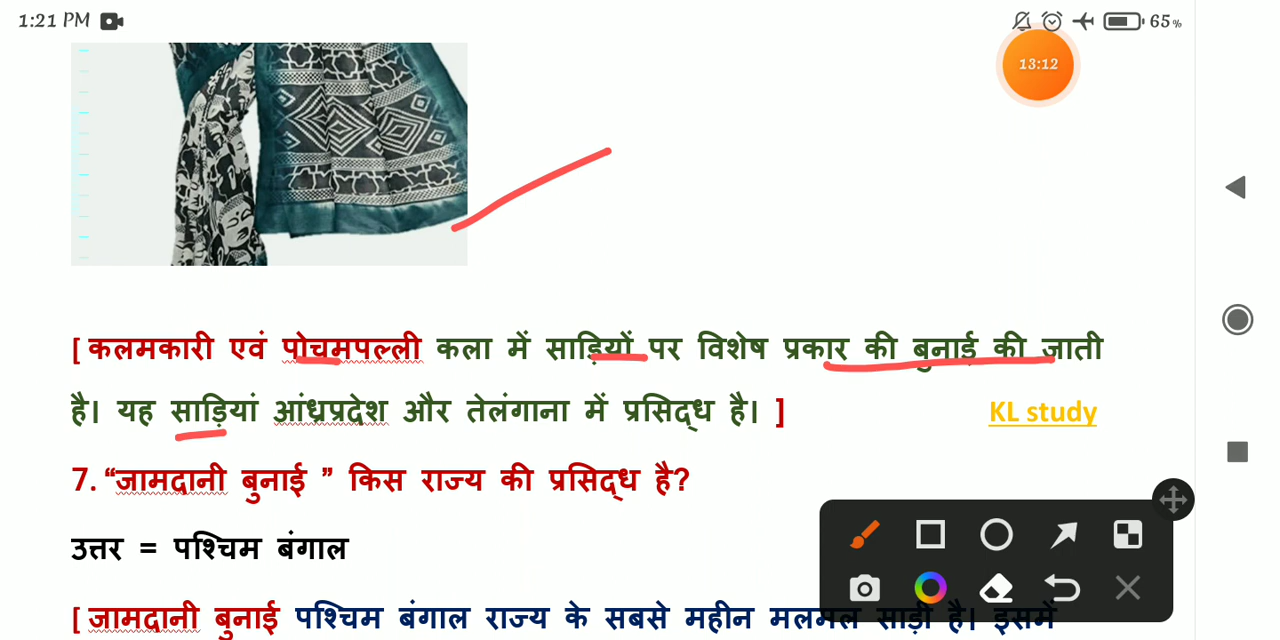 1:21 PM
65%
13:12
[ कलमकारी एवं पोचमपल्ली कला में साड़ियों पर विशेष प्रकार की बुनाई की जाती
है। यह साड़ियां आंध्रप्रदेश और तेलंगाना में प्रसिद्ध है। ]
KL study
7. “जामदानी बुनाई ” किस राज्य की प्रसिद्ध है?
उत्तर = पश्चिम बंगाल
[ जामदानी बुनाई पश्चिम बंगाल राज्य के सबसे महीन मलमल साड़ी है। इसमें